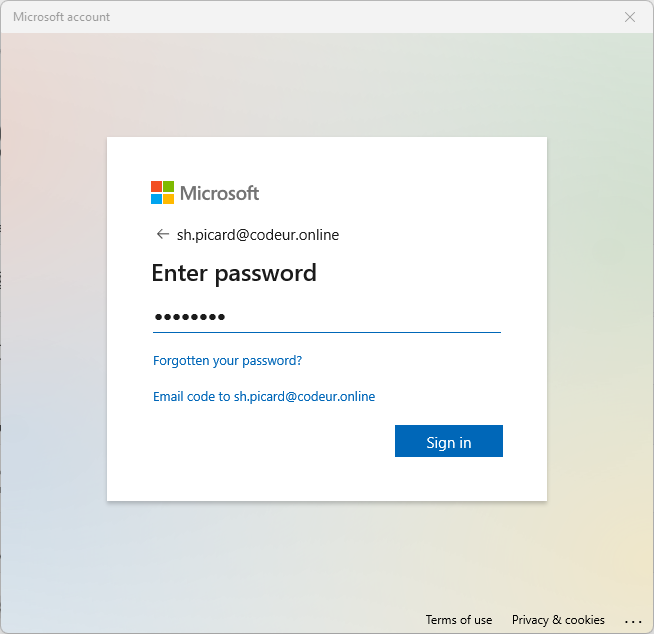 Microsoft account
Microsoft
sh.picard@codeur.online
Enter password
••••••••
Forgotten your password?
Email code to sh.picard@codeur.online
Sign in
Terms of use
Privacy & cookies
...